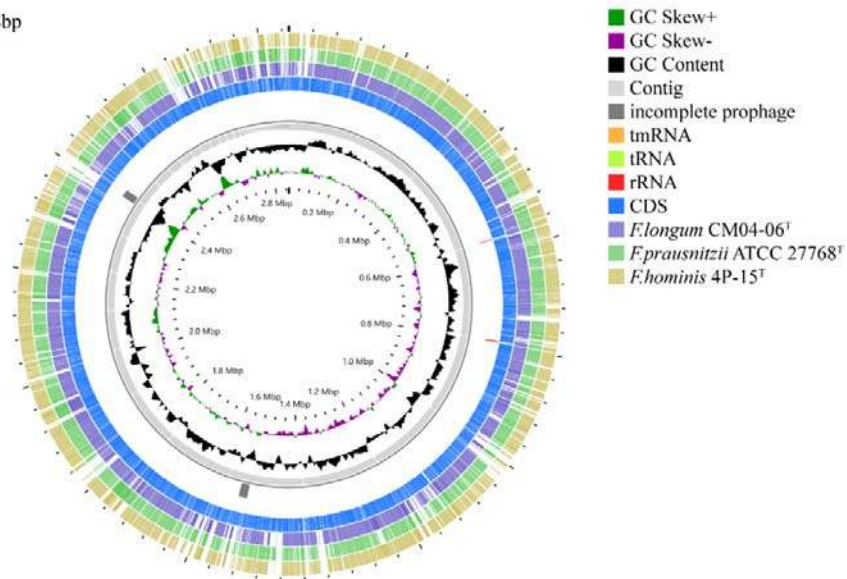 bp
GC Skew+
GC Skew-
GC Content
Contig
incomplete prophage
tmRNA
tRNA
rRNA
CDS
F.longum CM04-06ᵀ
F.prausnitzii ATCC 27768ᵀ
F.hominis 4P-15ᵀ
2.8 Mbp
0.2 Mbp
2.6 Mbp
0.4 Mbp
2.4 Mbp
0.6 Mbp
2.2 Mbp
0.8 Mbp
2.0 Mbp
1.0 Mbp
1.8 Mbp
1.2 Mbp
1.6 Mbp
1.4 Mbp